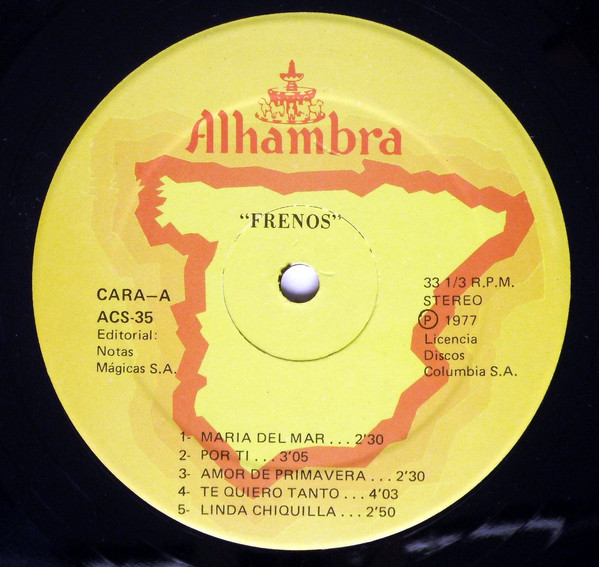 Alhambra
"FRENOS"
CARA-A
ACS-35
Editorial:
Notas
Mágicas S.A.
33 1/3 R.P.M.
STEREO
Ⓟ 1977
Licencia
Discos
Columbia S.A.
1- MARIA DEL MAR . . . 2'30
2- POR TI . . . 3'05
3- AMOR DE PRIMAVERA . . . 2'30
4- TE QUIERO TANTO . . . 4'03
5- LINDA CHIQUILLA . . . 2'50